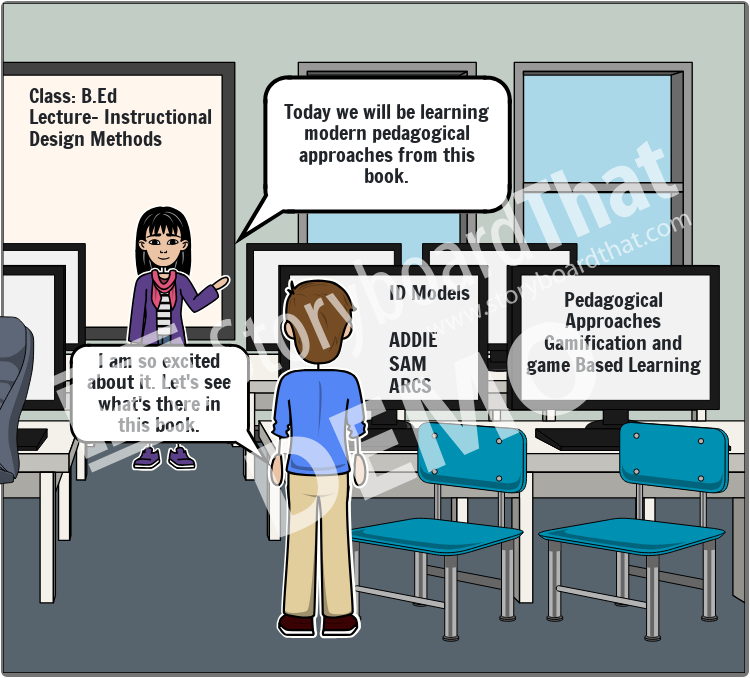 Class: B.Ed
Lecture- Instructional
Design Methods
Today we will be learning
modern pedagogical
approaches from this
book.
ID Models
ADDIE
SAM
ARCS
Pedagogical
Approaches
Gamification and
game Based Learning
I am so excited
about it. Let's see
what's there in
this book.
StoryboardThat
www.storyboardthat.com
DEMO